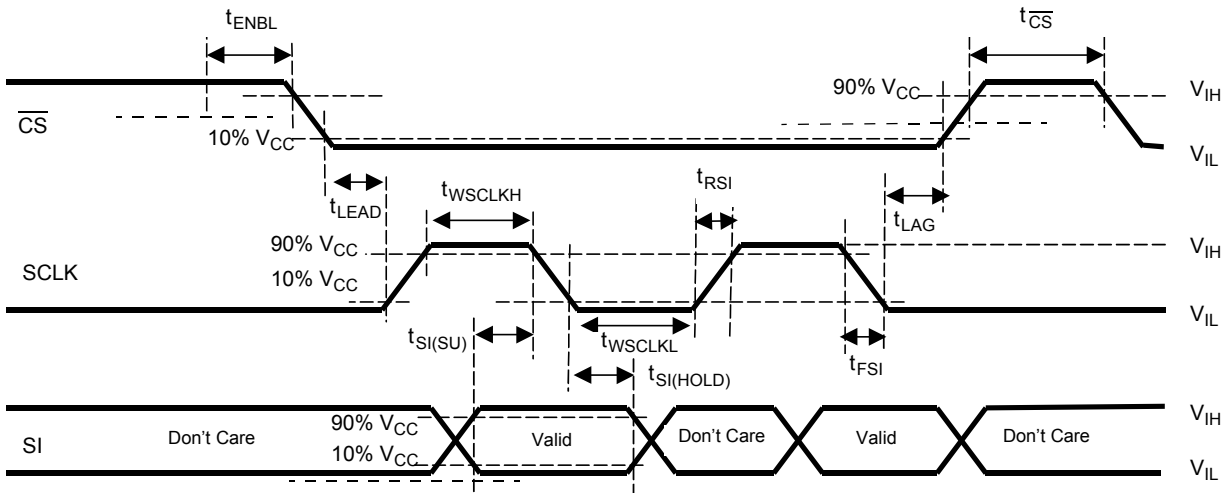 tENBL
tCS
90% VCC
VIH
CS
10% VCC
VIL
tLEAD
tWSCLKH
tRSI
tLAG
90% VCC
VIH
SCLK
10% VCC
VIL
tSI(SU)
tWSCLKL
tFSI
tSI(HOLD)
90% VCC
VIH
SI
Don't Care
Valid
Don't Care
Valid
Don't Care
10% VCC
VIL